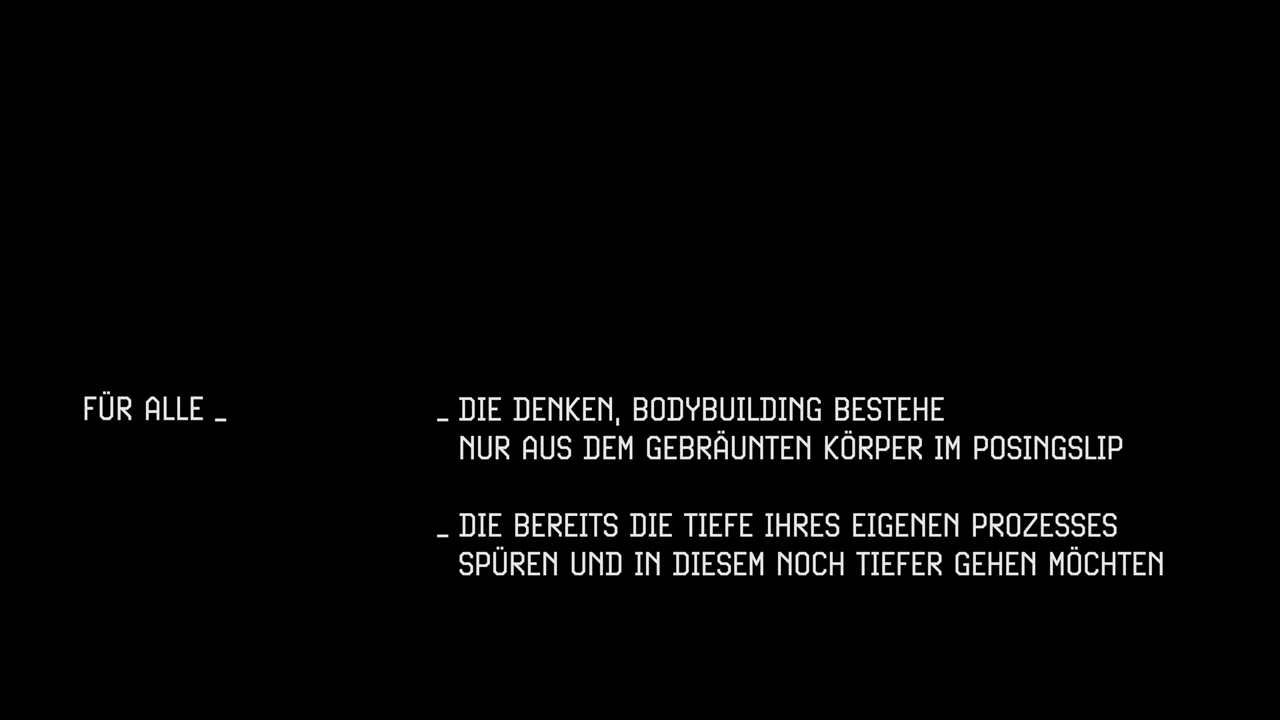 FÜR ALLE _
_ DIE DENKEN, BODYBUILDING BESTEHE
NUR AUS DEM GEBRÄUNTEN KÖRPER IM POSINGSLIP
_ DIE BEREITS DIE TIEFE IHRES EIGENEN PROZESSES
SPÜREN UND IN DIESEM NOCH TIEFER GEHEN MÖCHTEN